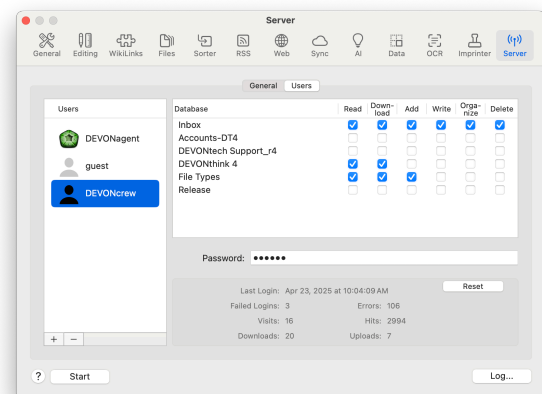 Server
General Editing WikiLinks Files Sorter RSS Web Sync AI Data OCR Imprinter Server
General Users
Users
DEVONagent
guest
DEVONcrew
Database Read Down-load Add Write Orga-nize Delete
Inbox
Accounts-DT4
DEVONtech Support_r4
DEVONthink 4
File Types
Release
Password: ••••••
Last Login: Apr 23, 2025 at 10:04:09 AM Reset
Failed Logins: 3 Errors: 106
Visits: 16 Hits: 2994
Downloads: 20 Uploads: 7
+ −
? Start Log...